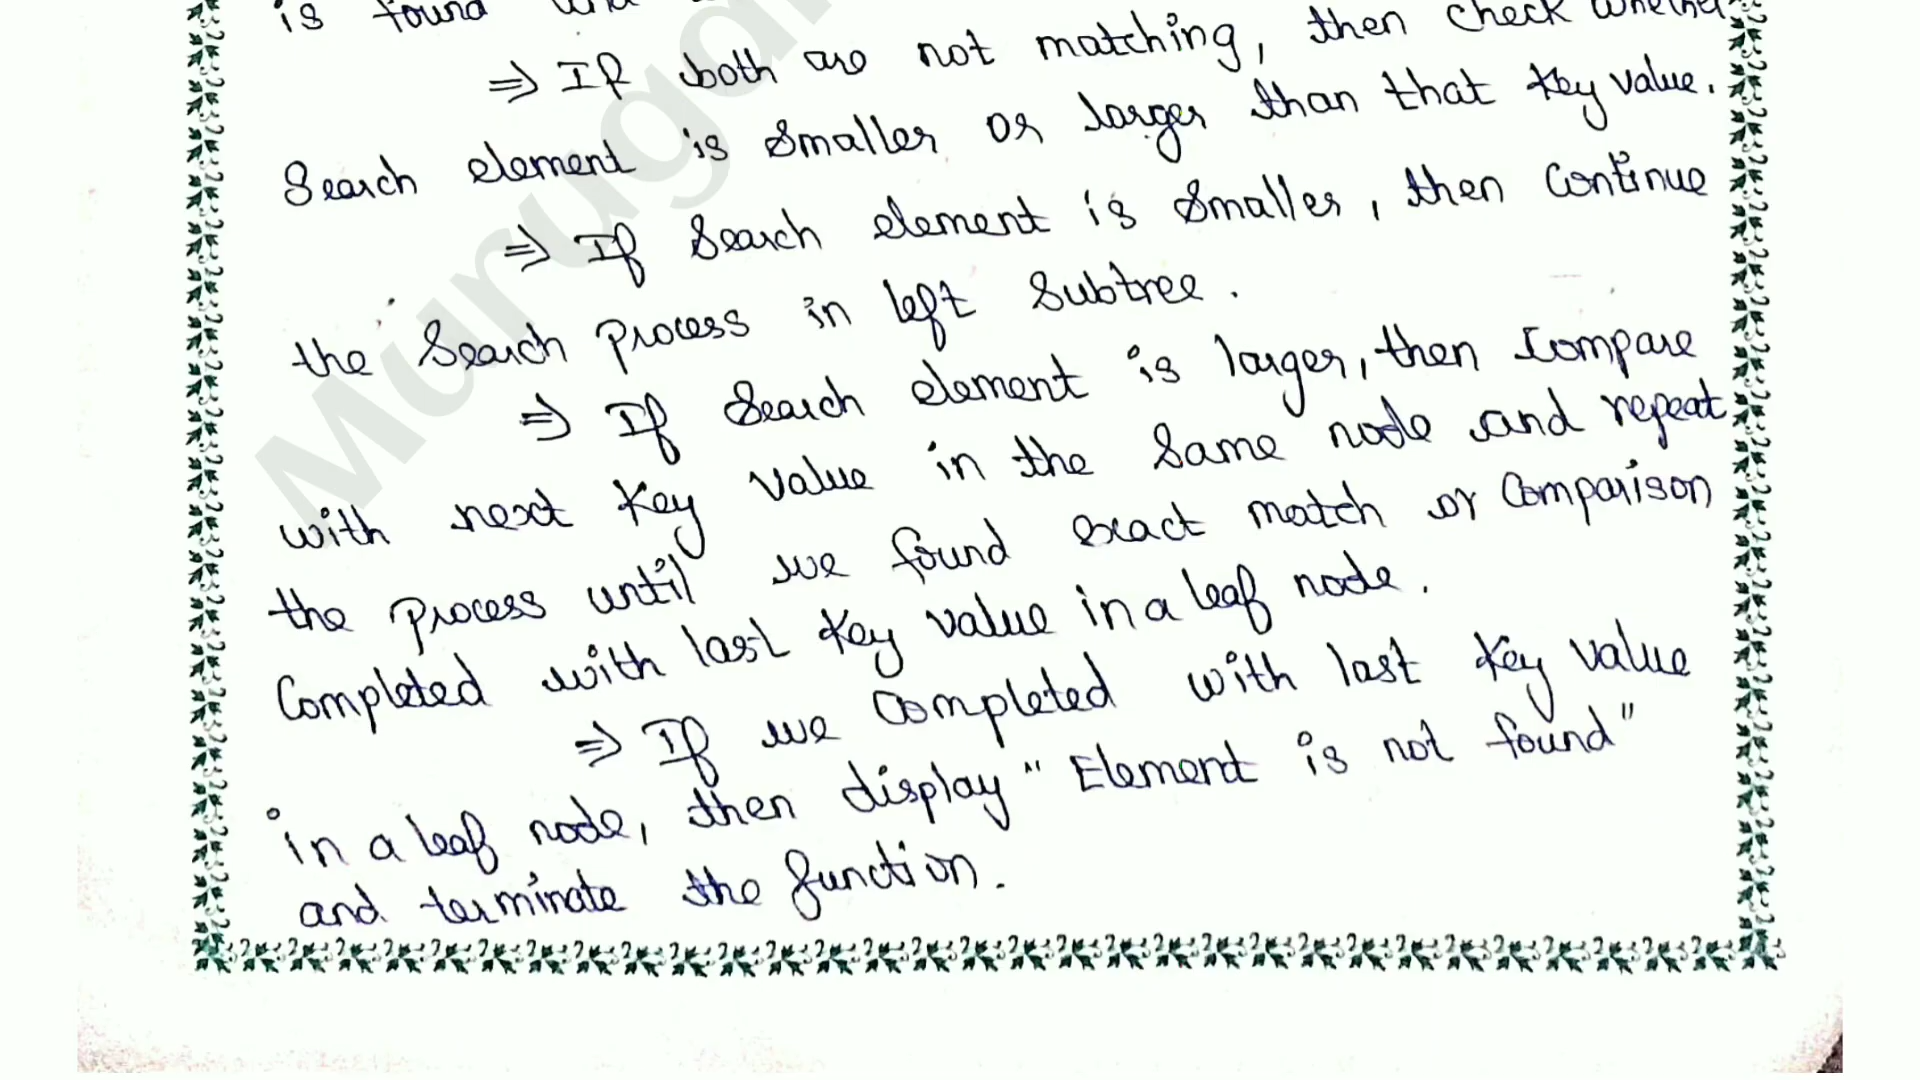 is found
⇒ If both are not matching, then check whether
Search element is smaller or larger than that key value.
⇒ If Search element is smaller, then Continue
the Search process in left Subtree.
⇒ If Search element is larger, then Compare
with next key value in the same node and repeat
the process until we found exact match or Comparison
Completed with last key value in a leaf node.
⇒ If we Completed with last key value
in a leaf node, then display " Element is not found"
and terminate the function.